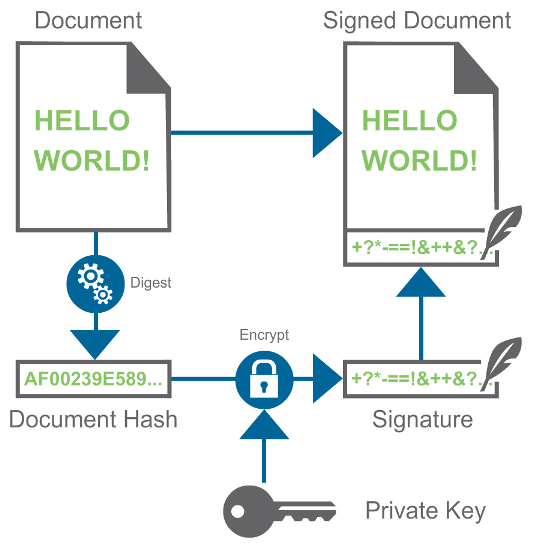 Document
Signed Document
HELLO
WORLD!
HELLO
WORLD!
+?*-==!&++&?...
Digest
Encrypt
AF00239E589...
+?*-==!&++&?...
Document Hash
Signature
Private Key